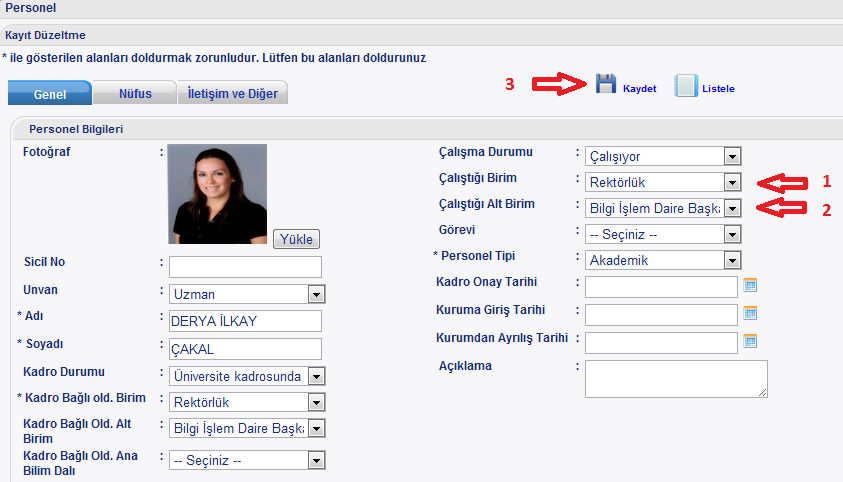 Personel
Kayıt Düzeltme
* ile gösterilen alanları doldurmak zorunludur. Lütfen bu alanları doldurunuz
Genel
Nüfus
İletişim ve Diğer
3
Kaydet
Listele
Personel Bilgileri
Fotoğraf :
Yükle
Sicil No :
Unvan : Uzman
* Adı : DERYA İLKAY
* Soyadı : ÇAKAL
Kadro Durumu : Üniversite kadrosunda
* Kadro Bağlı old. Birim : Rektörlük
Kadro Bağlı Old. Alt
Birim : Bilgi İşlem Daire Başka
Kadro Bağlı Old. Ana
Bilim Dalı : -- Seçiniz --
Çalışma Durumu : Çalışıyor
Çalıştığı Birim : Rektörlük 1
Çalıştığı Alt Birim : Bilgi İşlem Daire Başka 2
Görevi : -- Seçiniz --
* Personel Tipi : Akademik
Kadro Onay Tarihi :
Kuruma Giriş Tarihi :
Kurumdan Ayrılış Tarihi :
Açıklama :